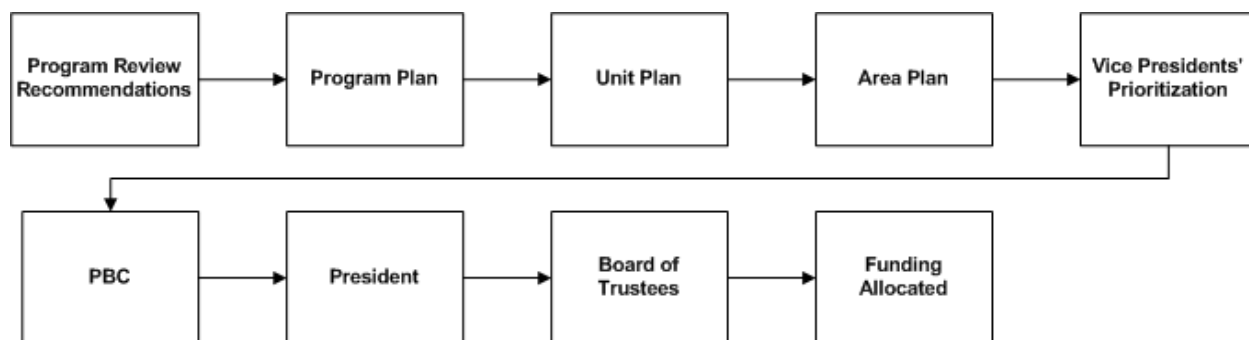 Program Review
Recommendations
Program Plan
Unit Plan
Area Plan
Vice Presidents'
Prioritization
PBC
President
Board of
Trustees
Funding
Allocated